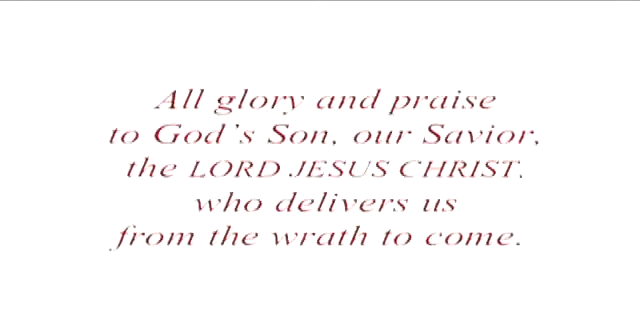 All glory and praise
to God's Son, our Savior,
the LORD JESUS CHRIST,
who delivers us
from the wrath to come.